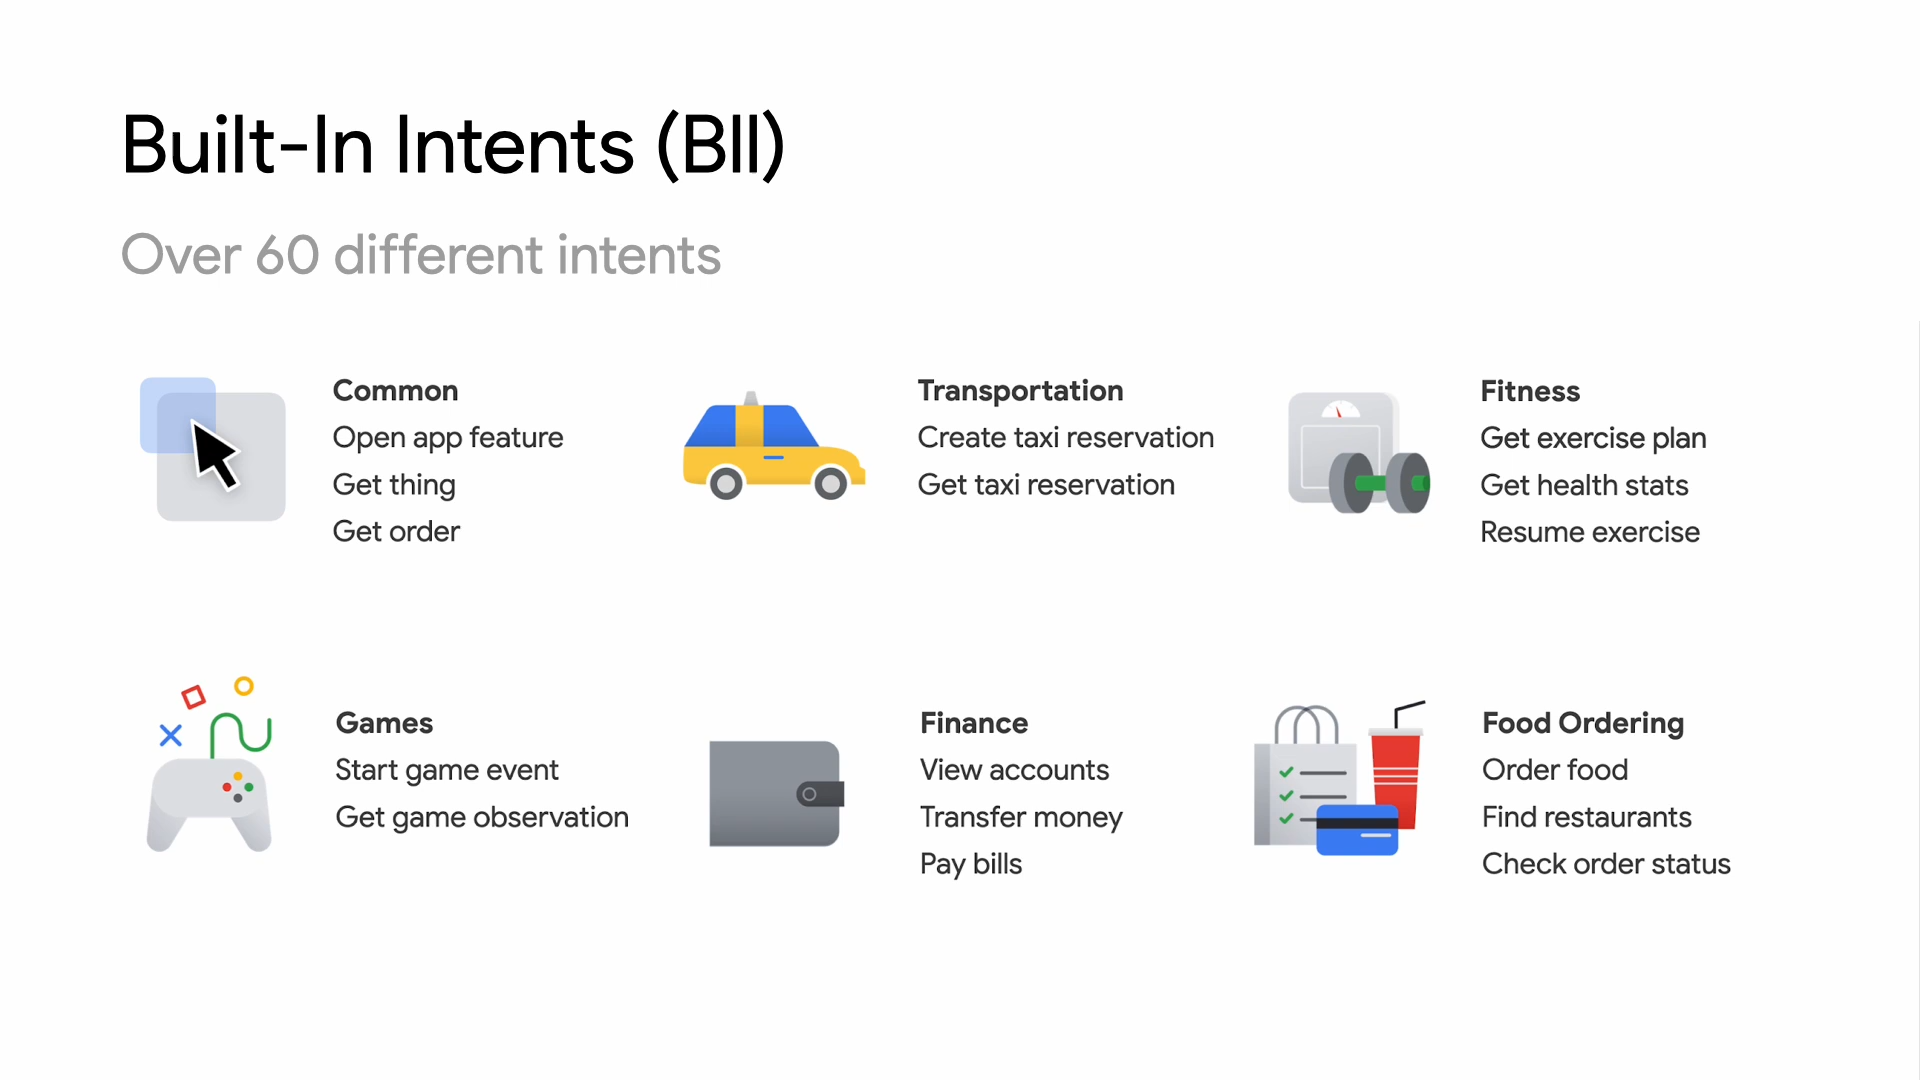 Built-In Intents (BII)
Over 60 different intents
Common
Open app feature
Get thing
Get order
Transportation
Create taxi reservation
Get taxi reservation
Fitness
Get exercise plan
Get health stats
Resume exercise
Games
Start game event
Get game observation
Finance
View accounts
Transfer money
Pay bills
Food Ordering
Order food
Find restaurants
Check order status